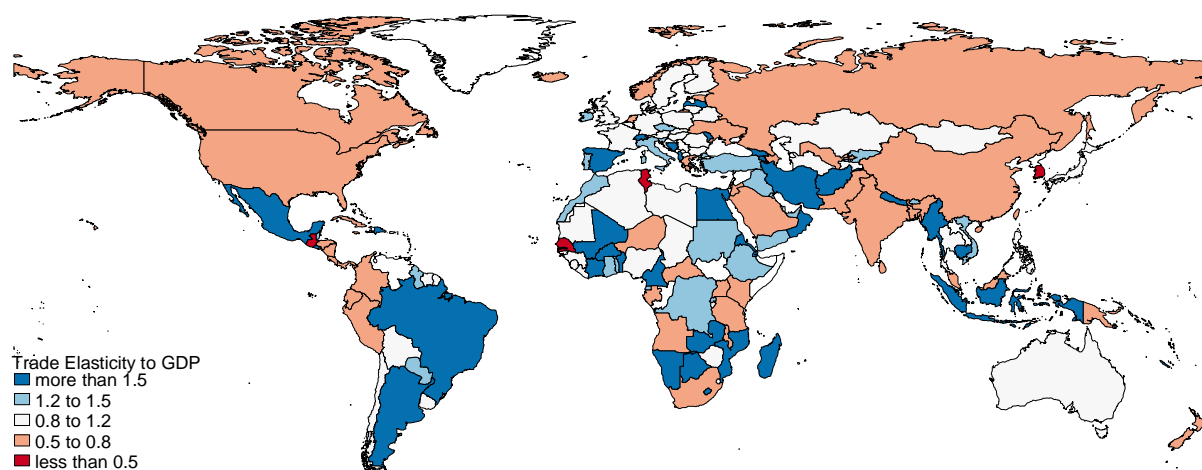 Trade Elasticity to GDP
more than 1.5
1.2 to 1.5
0.8 to 1.2
0.5 to 0.8
less than 0.5